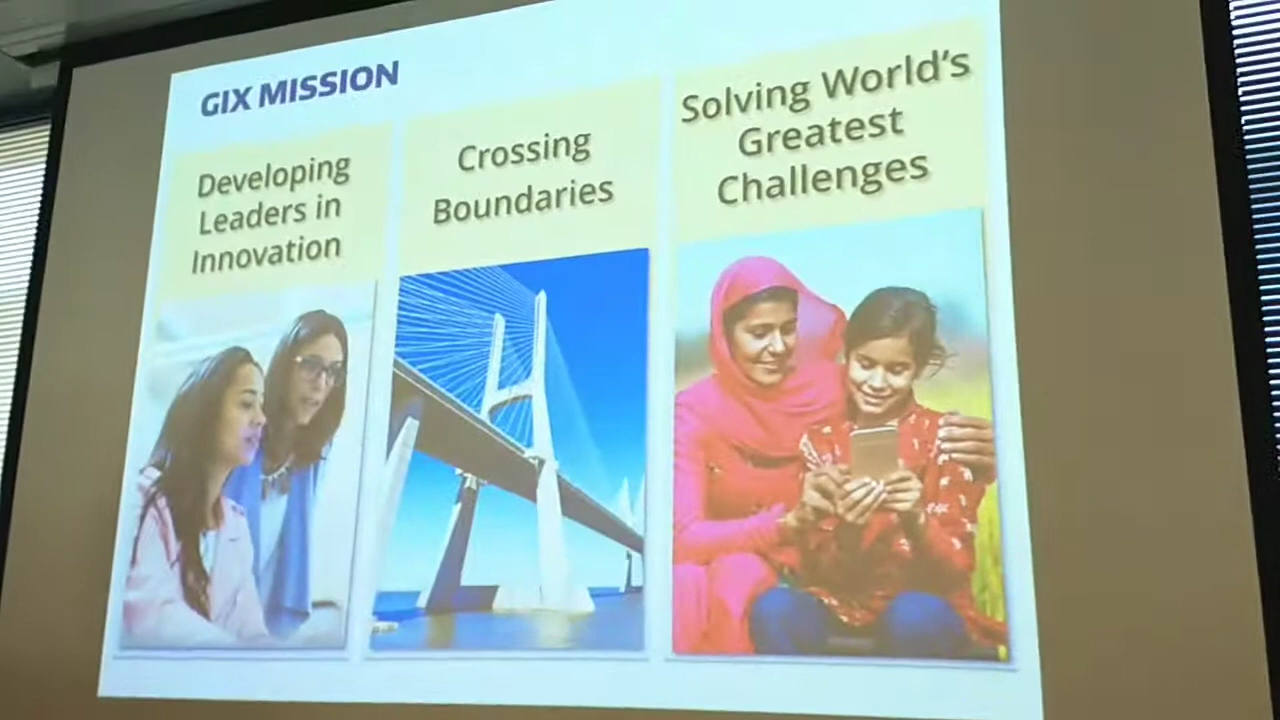 GIX MISSION
Developing
Leaders in
Innovation
Crossing
Boundaries
Solving World's
Greatest
Challenges